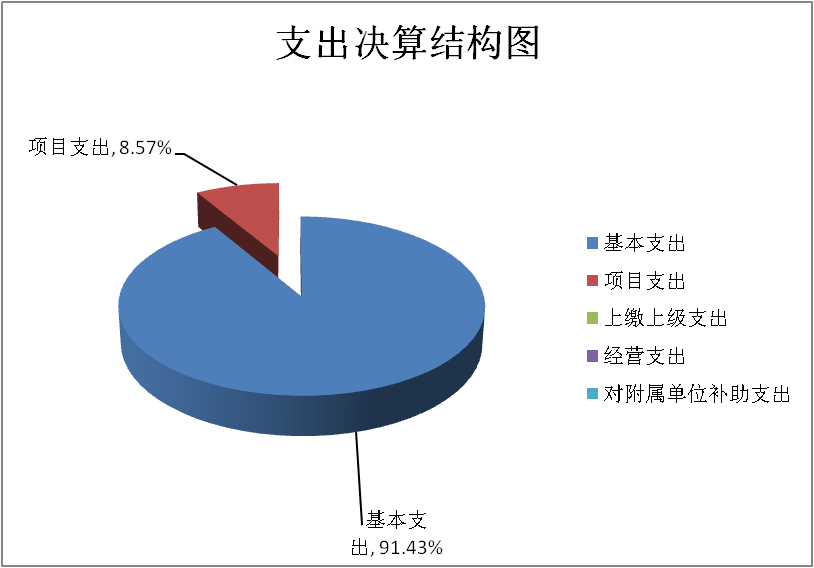 支出决算结构图
项目支出, 8.57%
基本支出
项目支出
上缴上级支出
经营支出
对附属单位补助支出
基本支
出, 91.43%